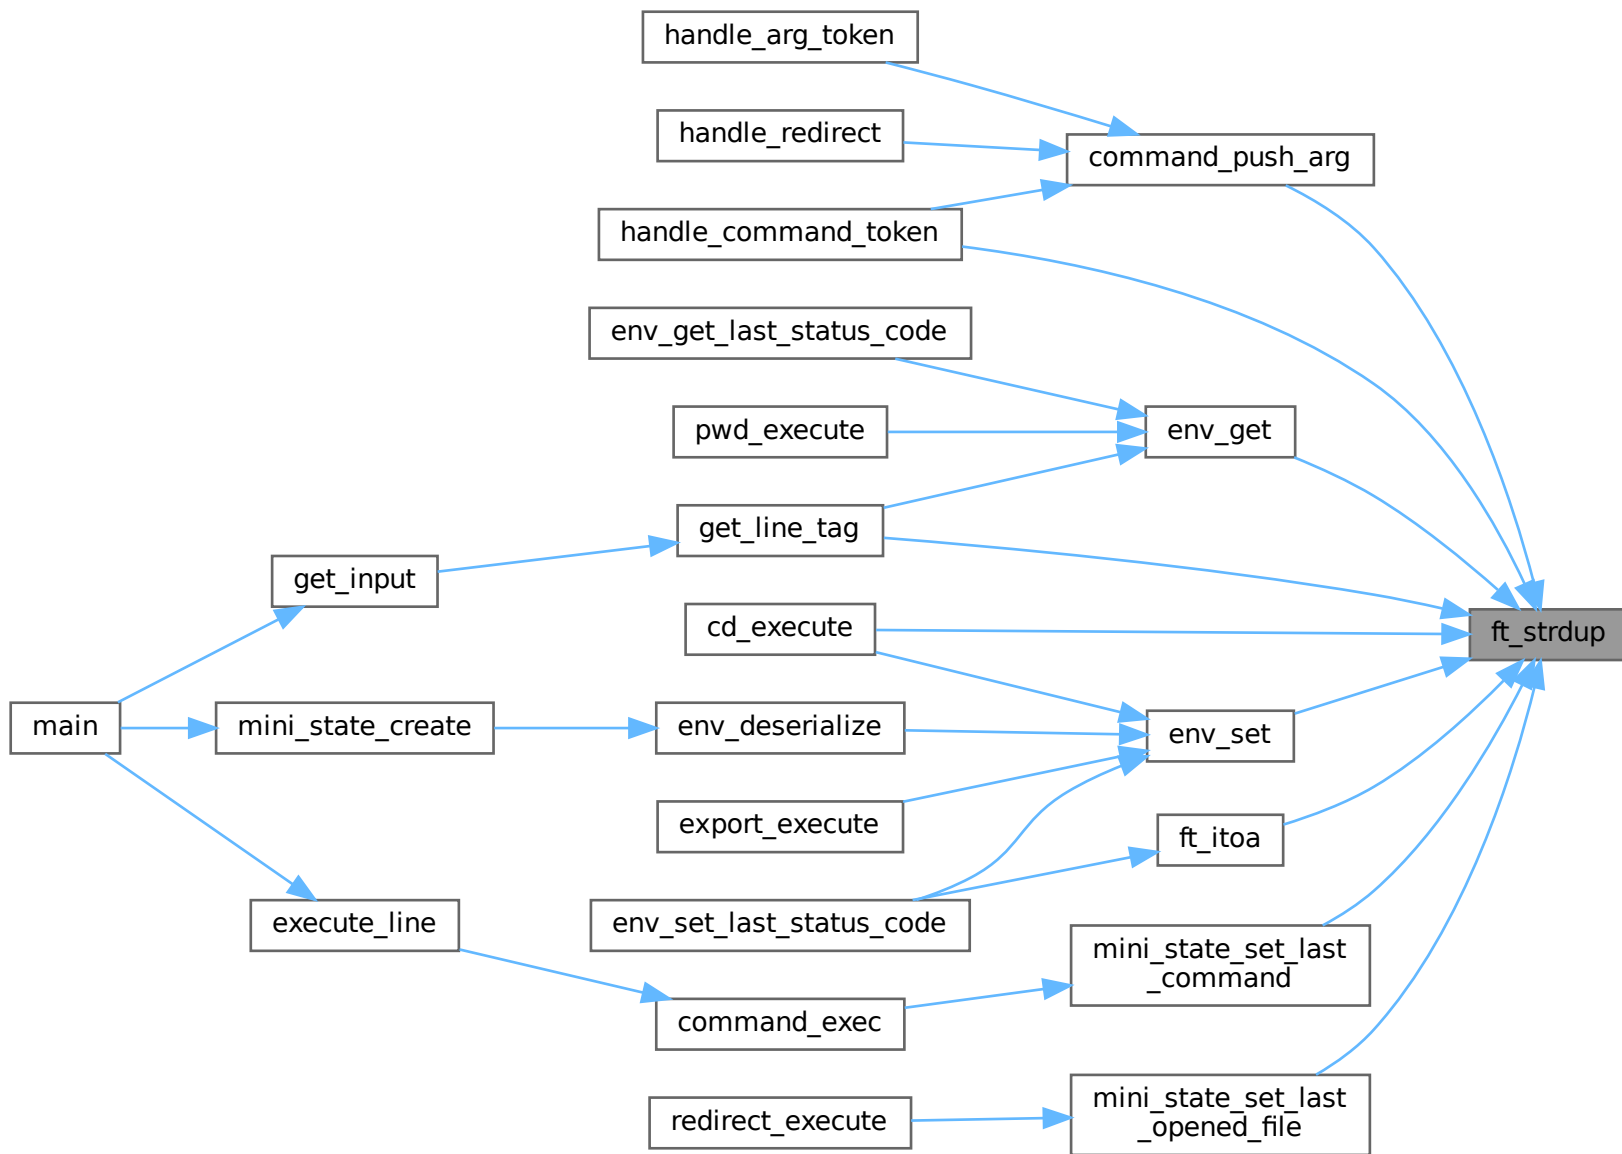 handle_arg_token
handle_redirect
command_push_arg
handle_command_token
env_get_last_status_code
pwd_execute
env_get
get_line_tag
get_input
cd_execute
ft_strdup
main
mini_state_create
env_deserialize
env_set
export_execute
ft_itoa
execute_line
env_set_last_status_code
mini_state_set_last
_command
command_exec
mini_state_set_last
_opened_file
redirect_execute